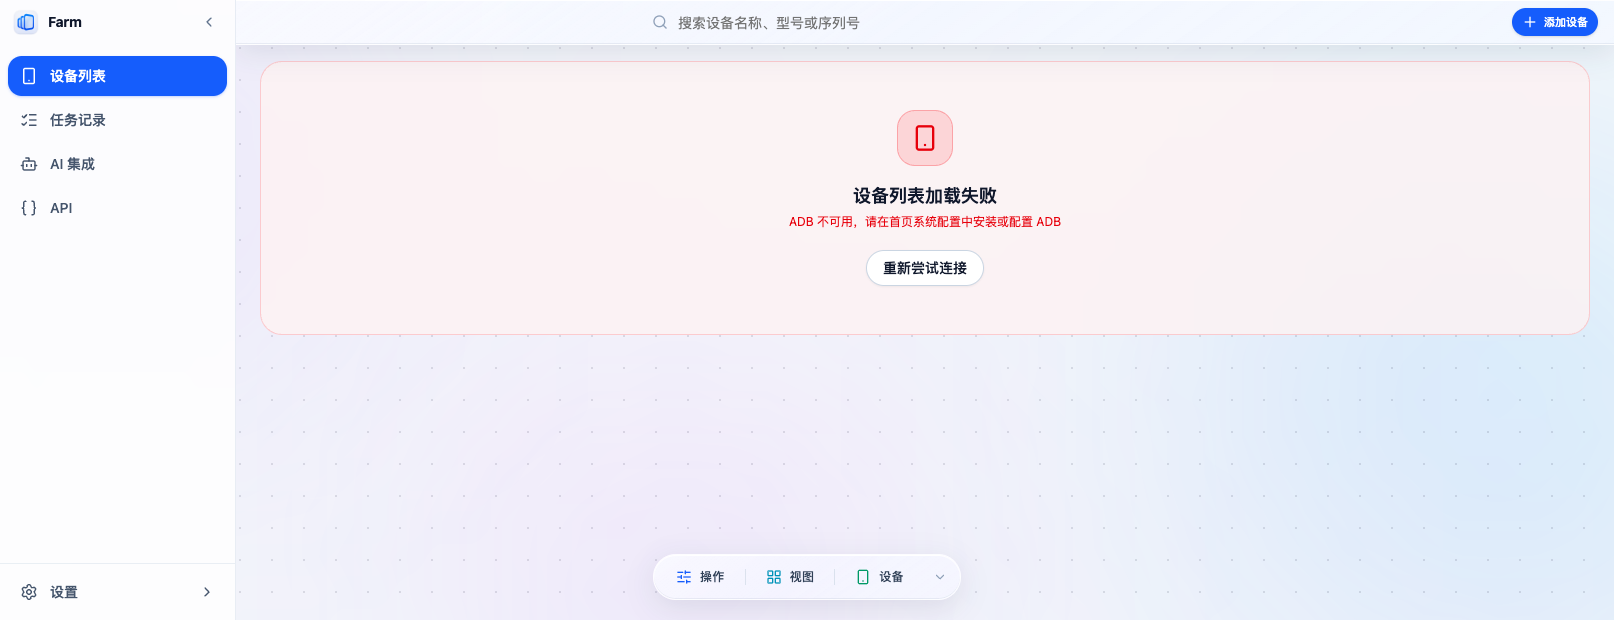 Farm
搜索设备名称、型号或序列号
添加设备
设备列表
任务记录
AI 集成
API
设备列表加载失败
ADB 不可用，请在首页系统配置中安装或配置 ADB
重新尝试连接
操作
视图
设备
设置